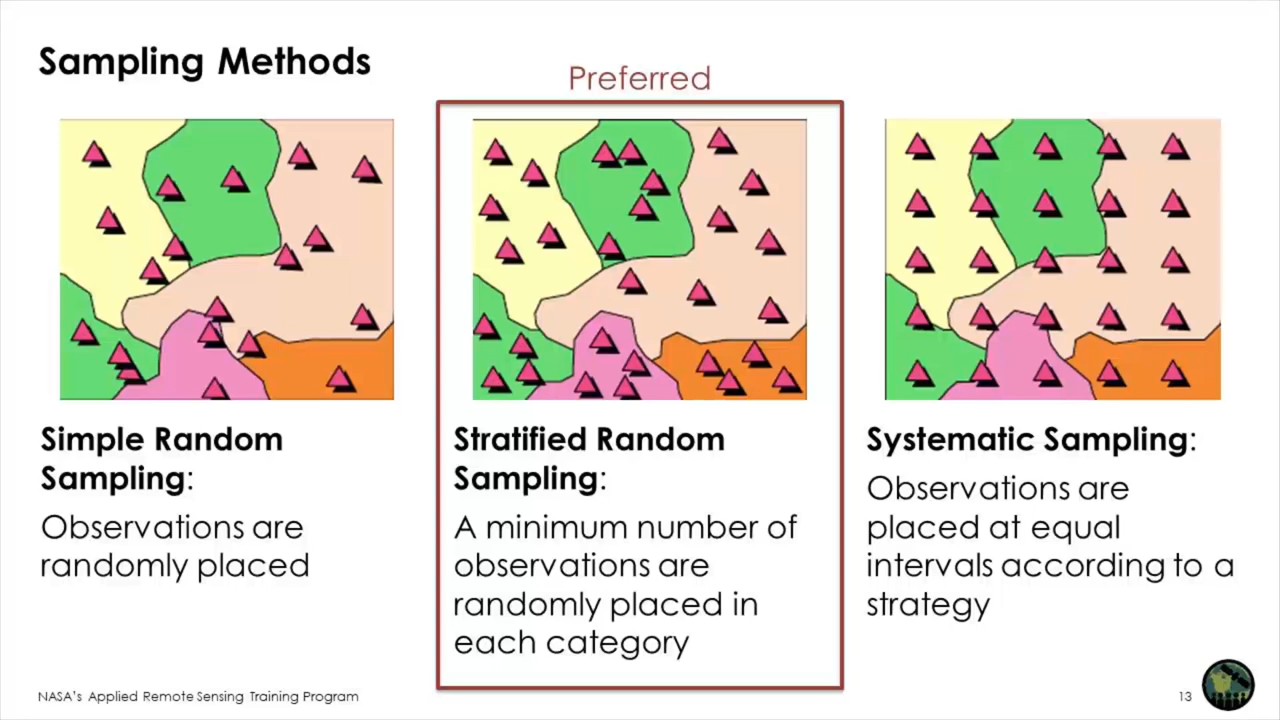 Sampling Methods
Preferred
Simple Random
Sampling:
Observations are
randomly placed
Stratified Random
Sampling:
A minimum number of
observations are
randomly placed in
each category
Systematic Sampling:
Observations are
placed at equal
intervals according to a
strategy
NASA's Applied Remote Sensing Training Program
13